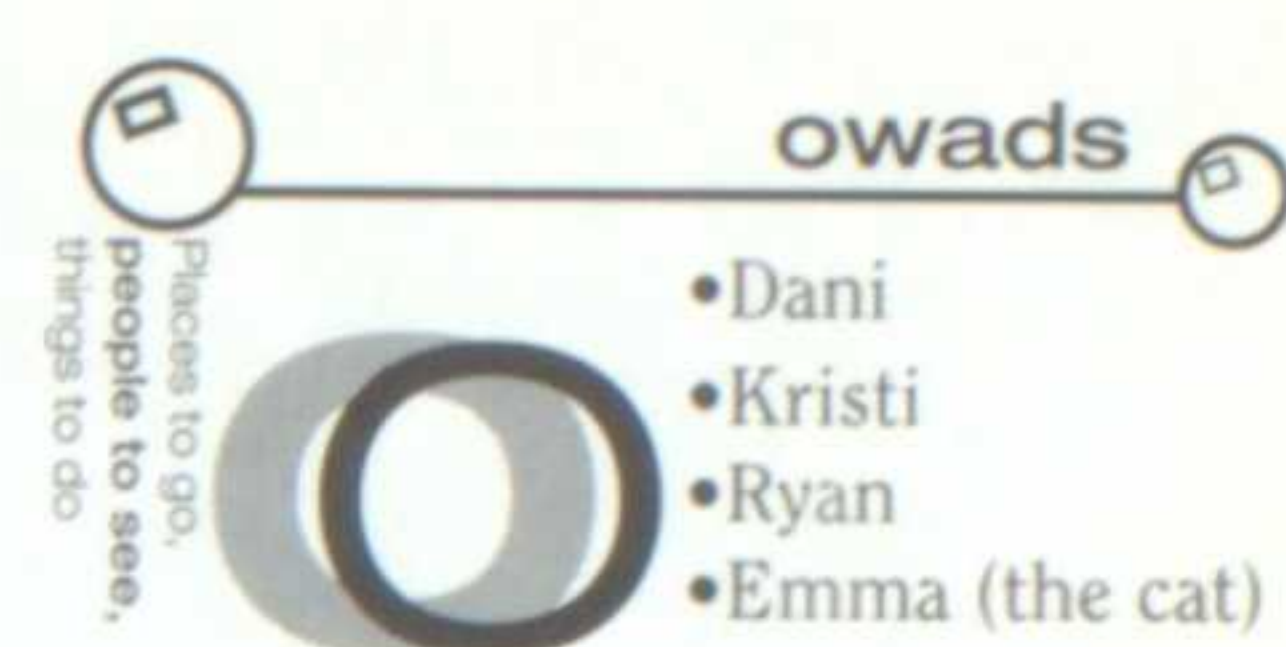 owads
Places to go,
people to see,
things to do
•Dani
•Kristi
•Ryan
•Emma (the cat)